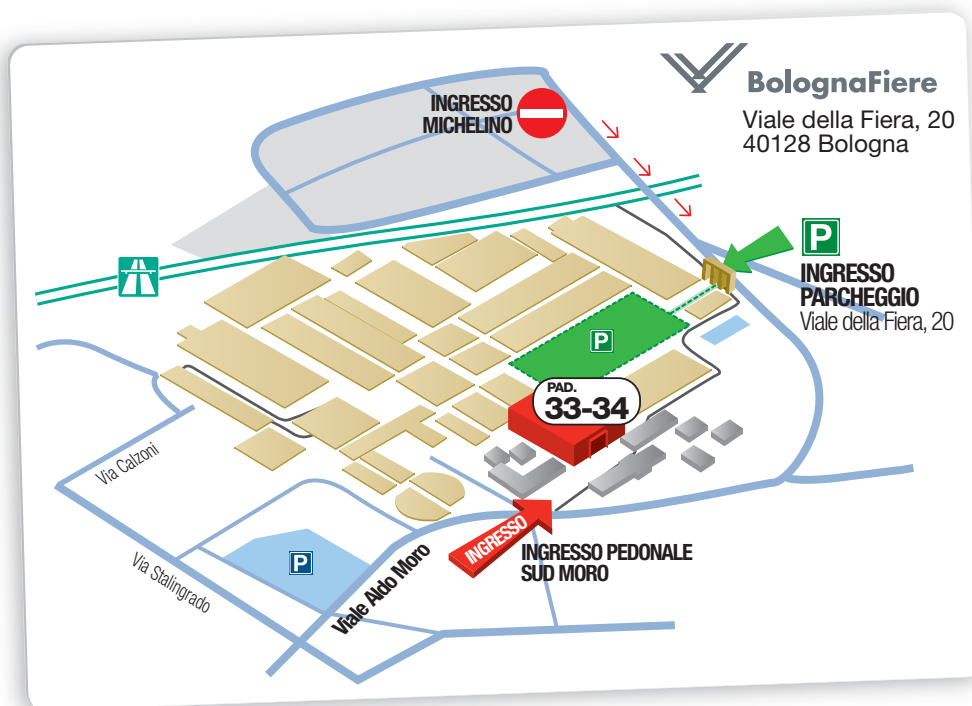 INGRESSO
MICHELINO
BolognaFiere
Viale della Fiera, 20
40128 Bologna
P
INGRESSO
PARCHEGGIO
Viale della Fiera, 20
P
PAD.
33-34
Via Calzoni
INGRESSO
INGRESSO PEDONALE
SUD MORO
P
Viale Aldo Moro
Via Stalingrado